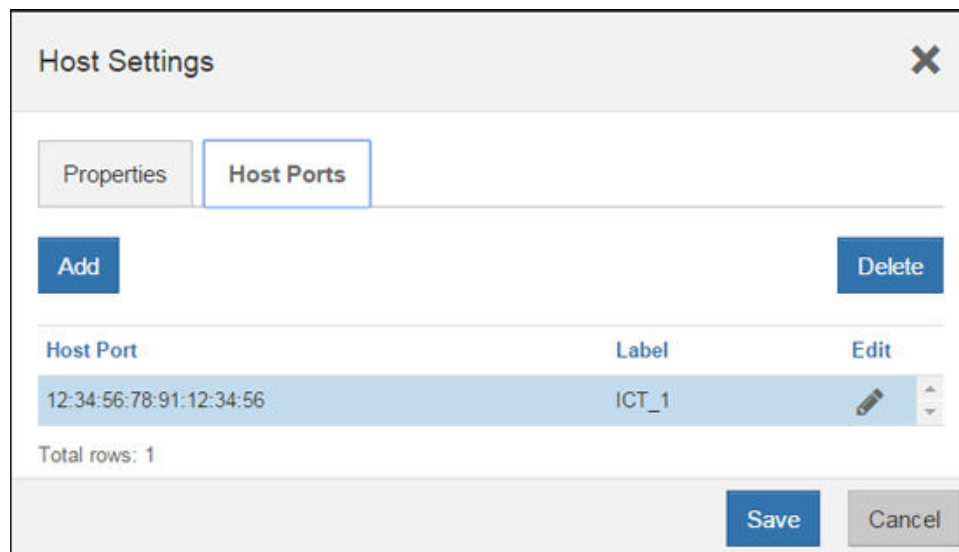 Host Settings
Properties Host Ports
Add Delete
Host Port Label Edit
12:34:56:78:91:12:34:56 ICT_1
Total rows: 1
Save Cancel